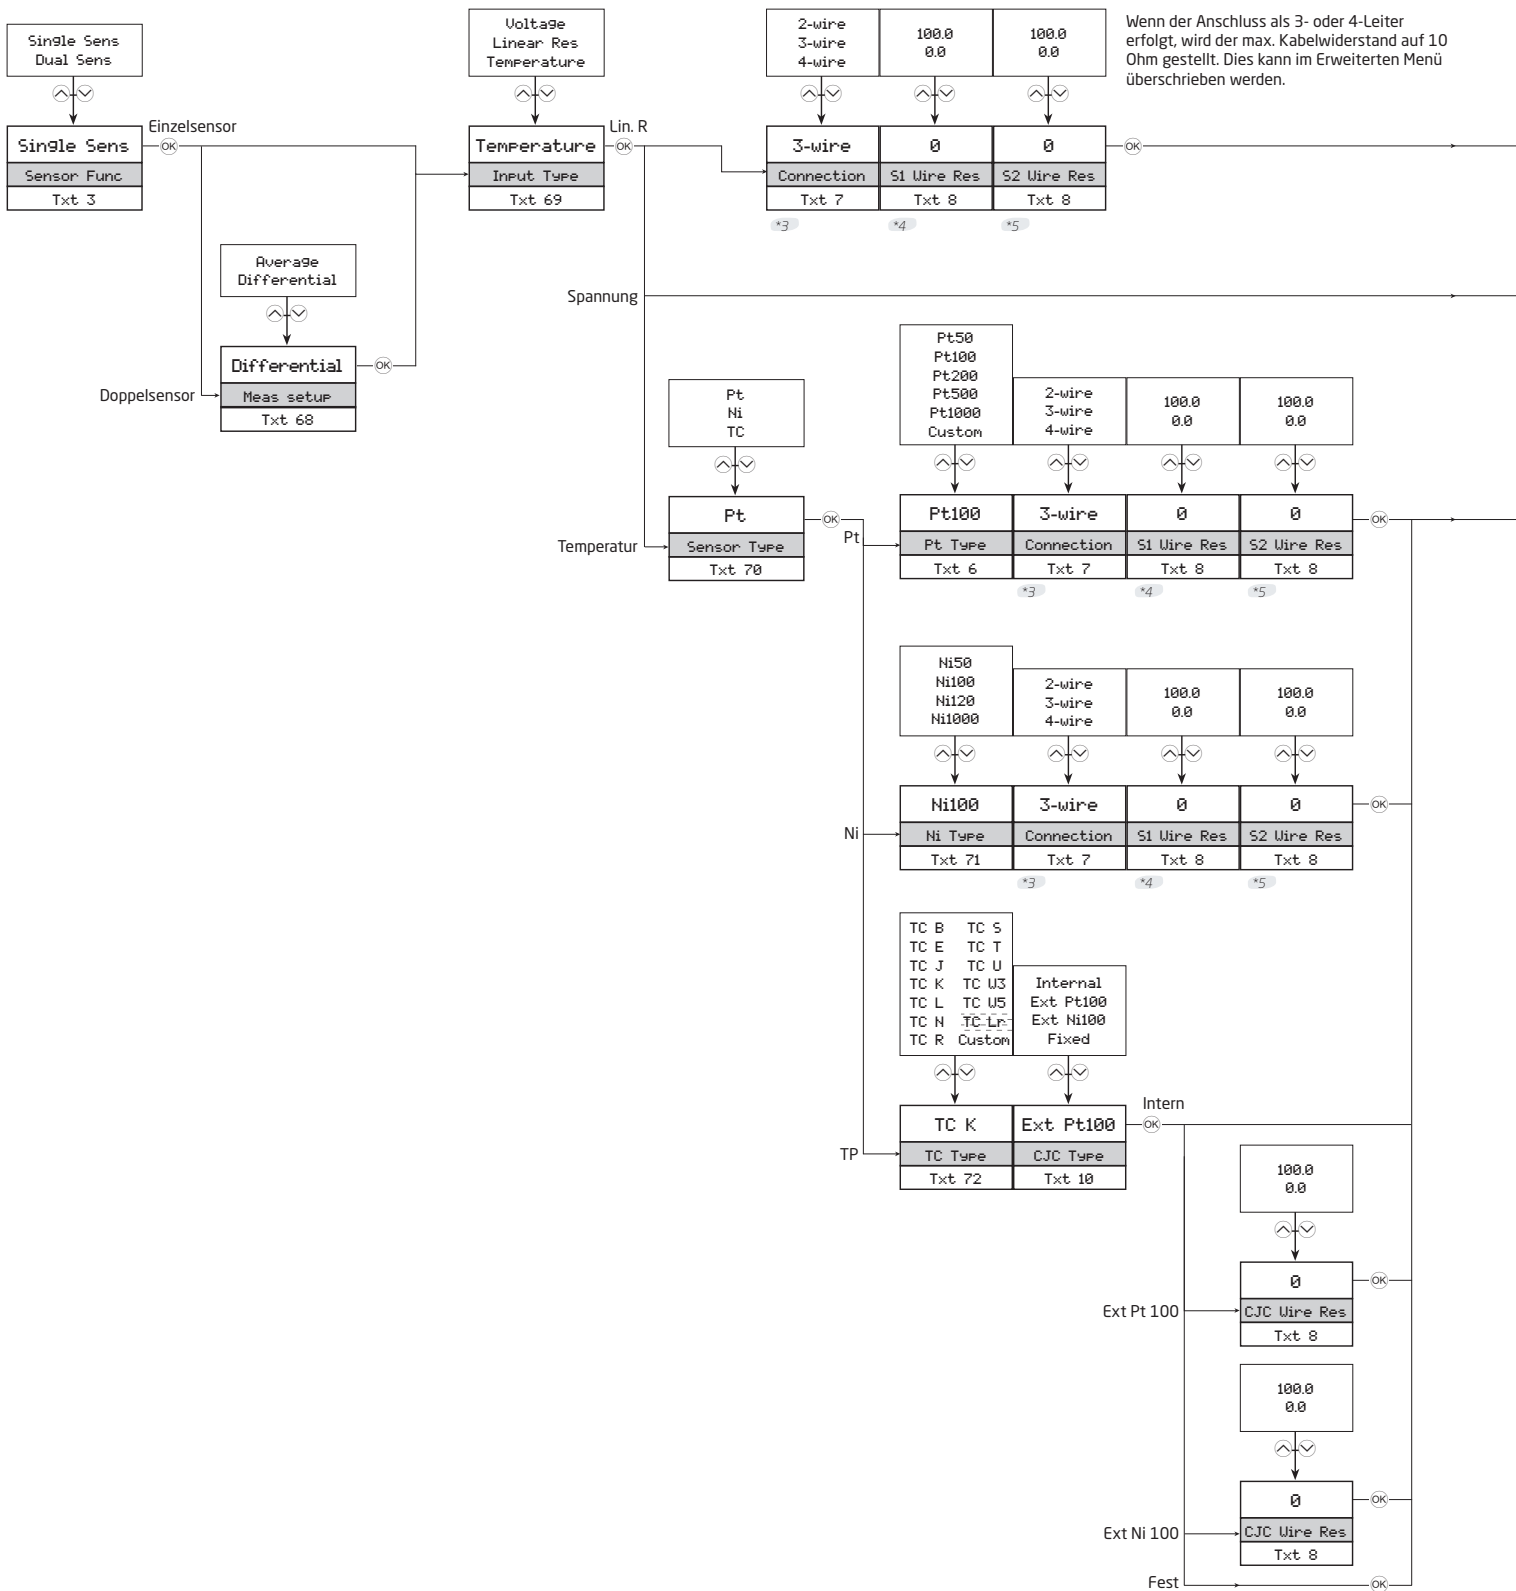 Single Sens
Dual Sens
Einzelsensor
Single Sens
OK
Sensor Func
Txt 3
Average
Differential
Differential
OK
Doppelsensor
Meas setup
Txt 68
Voltage
Linear Res
Temperature
Lin. R
Temperature
OK
Input Type
Txt 69
2-wire
3-wire
4-wire
100.0
0.0
100.0
0.0
Wenn der Anschluss als 3- oder 4-Leiter
erfolgt, wird der max. Kabelwiderstand auf 10
Ohm gestellt. Dies kann im Erweiterten Menü
überschrieben werden.
3-wire
0
0
OK
Connection
S1 Wire Res
S2 Wire Res
Txt 7
Txt 8
Txt 8
*3
*4
*5
Spannung
Pt
Ni
TC
Pt
OK
Temperatur
Sensor Type
Txt 70
Pt50
Pt100
Pt200
Pt500
Pt1000
Custom
2-wire
3-wire
4-wire
100.0
0.0
100.0
0.0
Pt
Pt100
3-wire
0
0
OK
Pt Type
Connection
S1 Wire Res
S2 Wire Res
Txt 6
Txt 7
Txt 8
Txt 8
*3
*4
*5
Ni50
Ni100
Ni120
Ni1000
2-wire
3-wire
4-wire
100.0
0.0
100.0
0.0
Ni
Ni100
3-wire
0
0
OK
Ni Type
Connection
S1 Wire Res
S2 Wire Res
Txt 71
Txt 7
Txt 8
Txt 8
*3
*4
*5
TC B TC S
TC E TC T
TC J TC U
TC K TC W3
TC L TC W5
TC N TC Lr
TC R Custom
Internal
Ext Pt100
Ext Ni100
Fixed
Intern
TP
TC K
Ext Pt100
OK
TC Type
CJC Type
Txt 72
Txt 10
100.0
0.0
0
OK
Ext Pt 100
CJC Wire Res
Txt 8
100.0
0.0
0
OK
Ext Ni 100
CJC Wire Res
Txt 8
Fest
OK